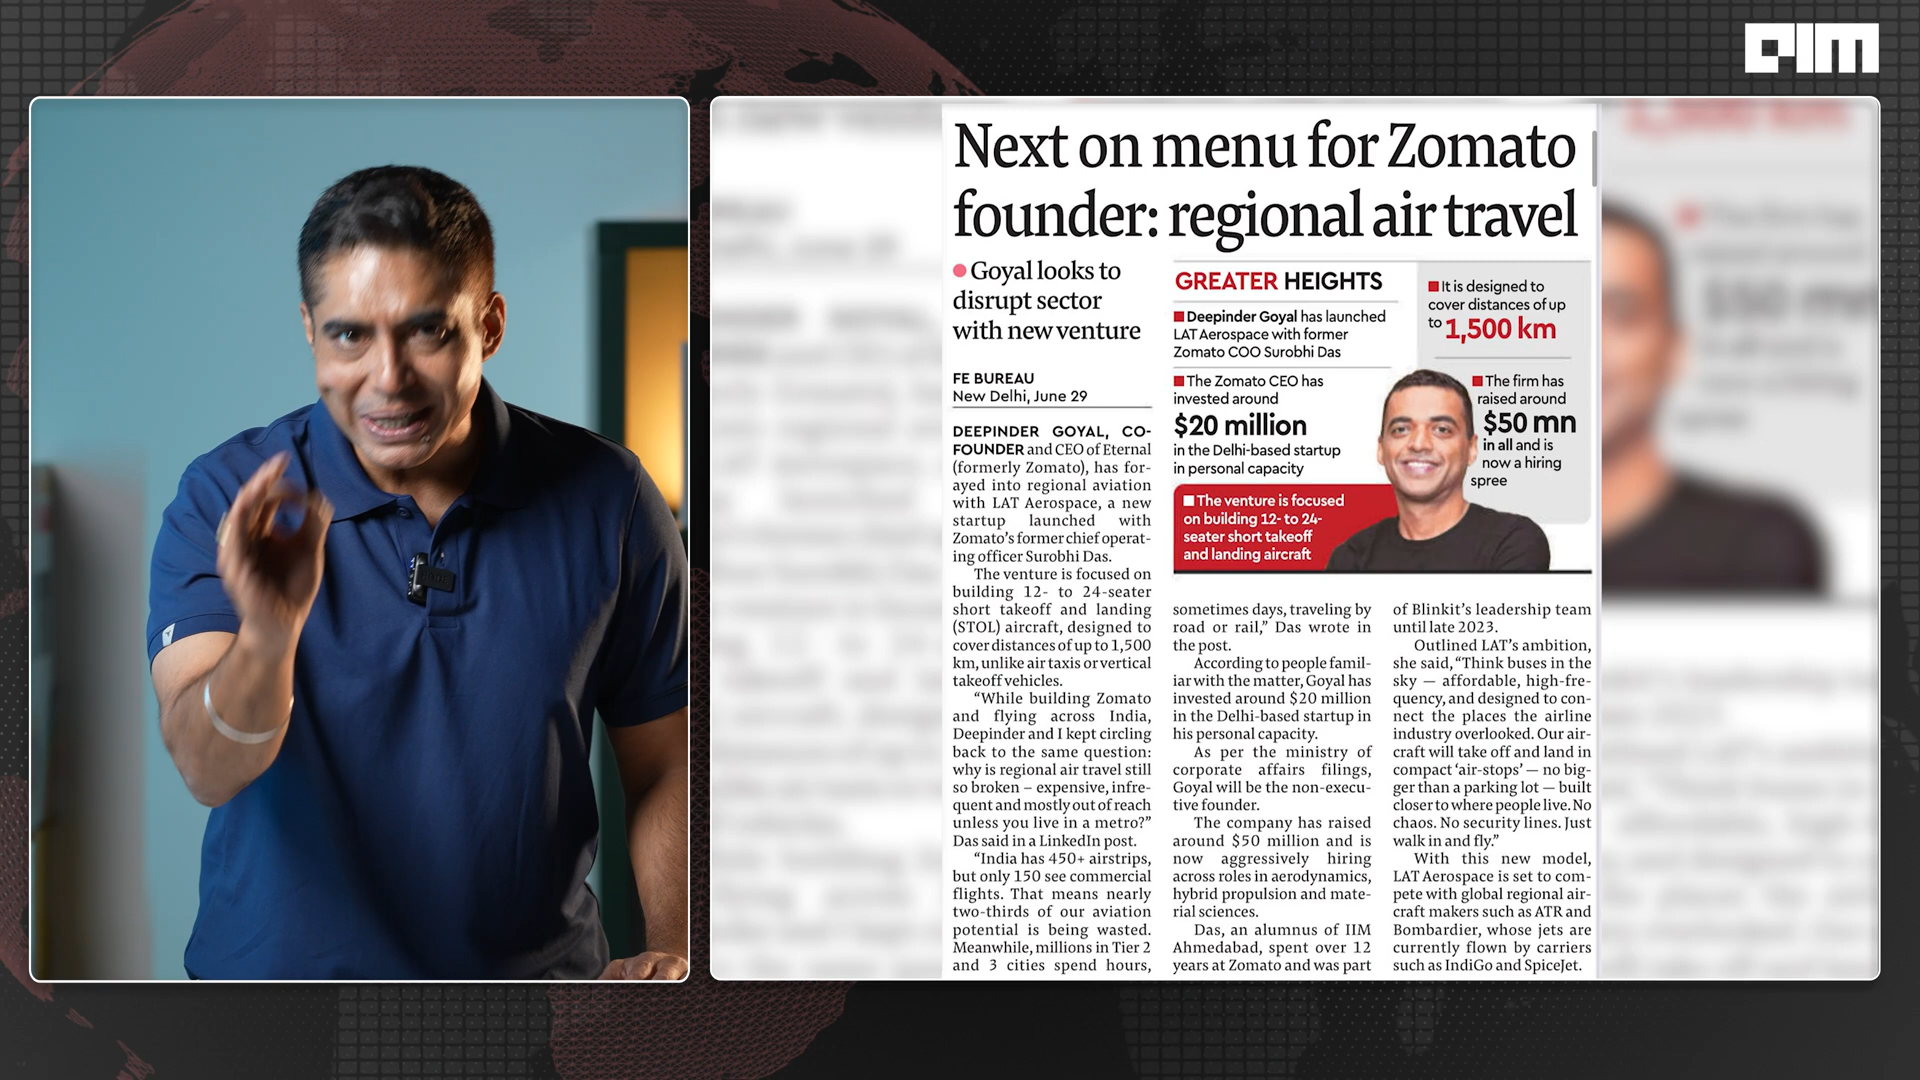 aim
Next on menu for Zomato
founder: regional air travel
Goyal looks to
disrupt sector
with new venture
FE BUREAU
New Delhi, June 29
DEEPINDER GOYAL, CO-
FOUNDER and CEO of Eternal
(formerly Zomato), has for-
ayed into regional aviation
with LAT Aerospace, a new
startup launched with
Zomato's former chief operat-
ing officer Surobhi Das.
The venture is focused on
building 12- to 24-seater
short takeoff and landing
(STOL) aircraft, designed to
cover distances of up to 1,500
km, unlike air taxis or vertical
takeoff vehicles.
"While building Zomato
and flying across India,
Deepinder and I kept circling
back to the same question:
why is regional air travel still
so broken – expensive, infre-
quent and mostly out of reach
unless you live in a metro?"
Das said in a LinkedIn post.
"India has 450+ airstrips,
but only 150 see commercial
flights. That means nearly
two-thirds of our aviation
potential is being wasted.
Meanwhile, millions in Tier 2
and 3 cities spend hours,
GREATER HEIGHTS
Deepinder Goyal has launched
LAT Aerospace with former
Zomato COO Surobhi Das
The Zomato CEO has
invested around
$20 million
in the Delhi-based startup
in personal capacity
The venture is focused
on building 12- to 24-
seater short takeoff
and landing aircraft
It is designed to
cover distances of up
to 1,500 km
The firm has
raised around
$50 mn
in all and is
now a hiring
spree
sometimes days, traveling by
road or rail," Das wrote in
the post.
According to people famil-
iar with the matter, Goyal has
invested around $20 million
in the Delhi-based startup in
his personal capacity.
As per the ministry of
corporate affairs filings,
Goyal will be the non-execu-
tive founder.
The company has raised
around $50 million and is
now aggressively hiring
across roles in aerodynamics,
hybrid propulsion and mate-
rial sciences.
Das, an alumnus of IIM
Ahmedabad, spent over 12
years at Zomato and was part
of Blinkit's leadership team
until late 2023.
Outlined LAT's ambition,
she said, "Think buses in the
sky — affordable, high-fre-
quency, and designed to con-
nect the places the airline
industry overlooked. Our air-
craft will take off and land in
compact 'air-stops' — no big-
ger than a parking lot — built
closer to where people live. No
chaos. No security lines. Just
walk in and fly."
With this new model,
LAT Aerospace is set to com-
pete with global regional air-
craft makers such as ATR and
Bombardier, whose jets are
currently flown by carriers
such as IndiGo and SpiceJet.